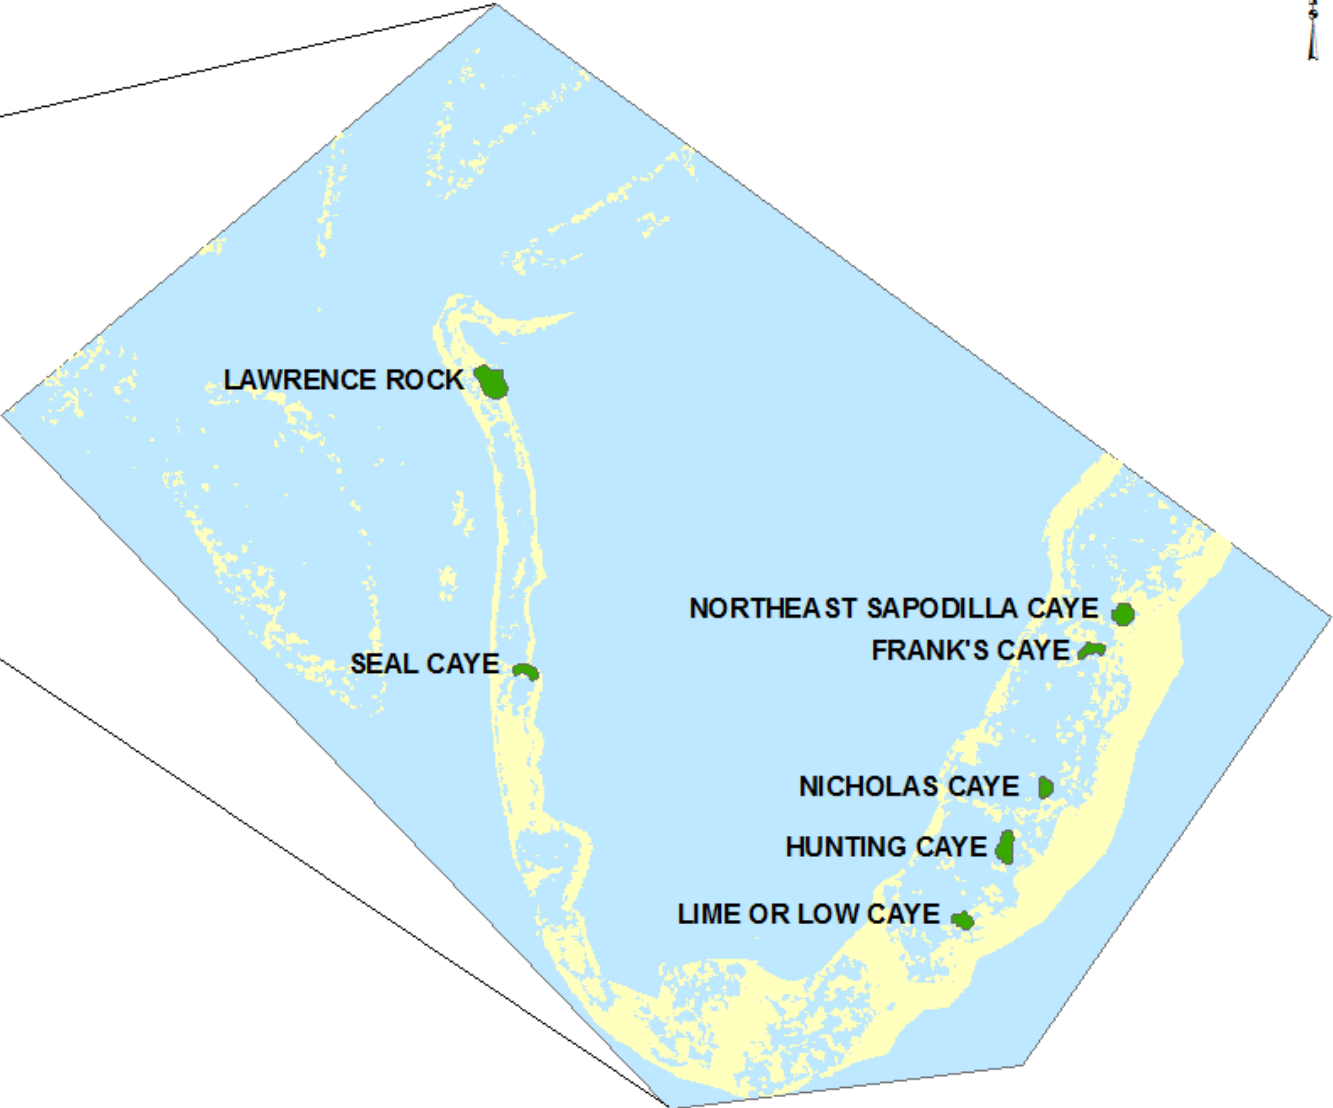 LAWRENCE ROCK
NORTHEAST SAPODILLA CAYE
FRANK'S CAYE
SEAL CAYE
NICHOLAS CAYE
HUNTING CAYE
LIME OR LOW CAYE